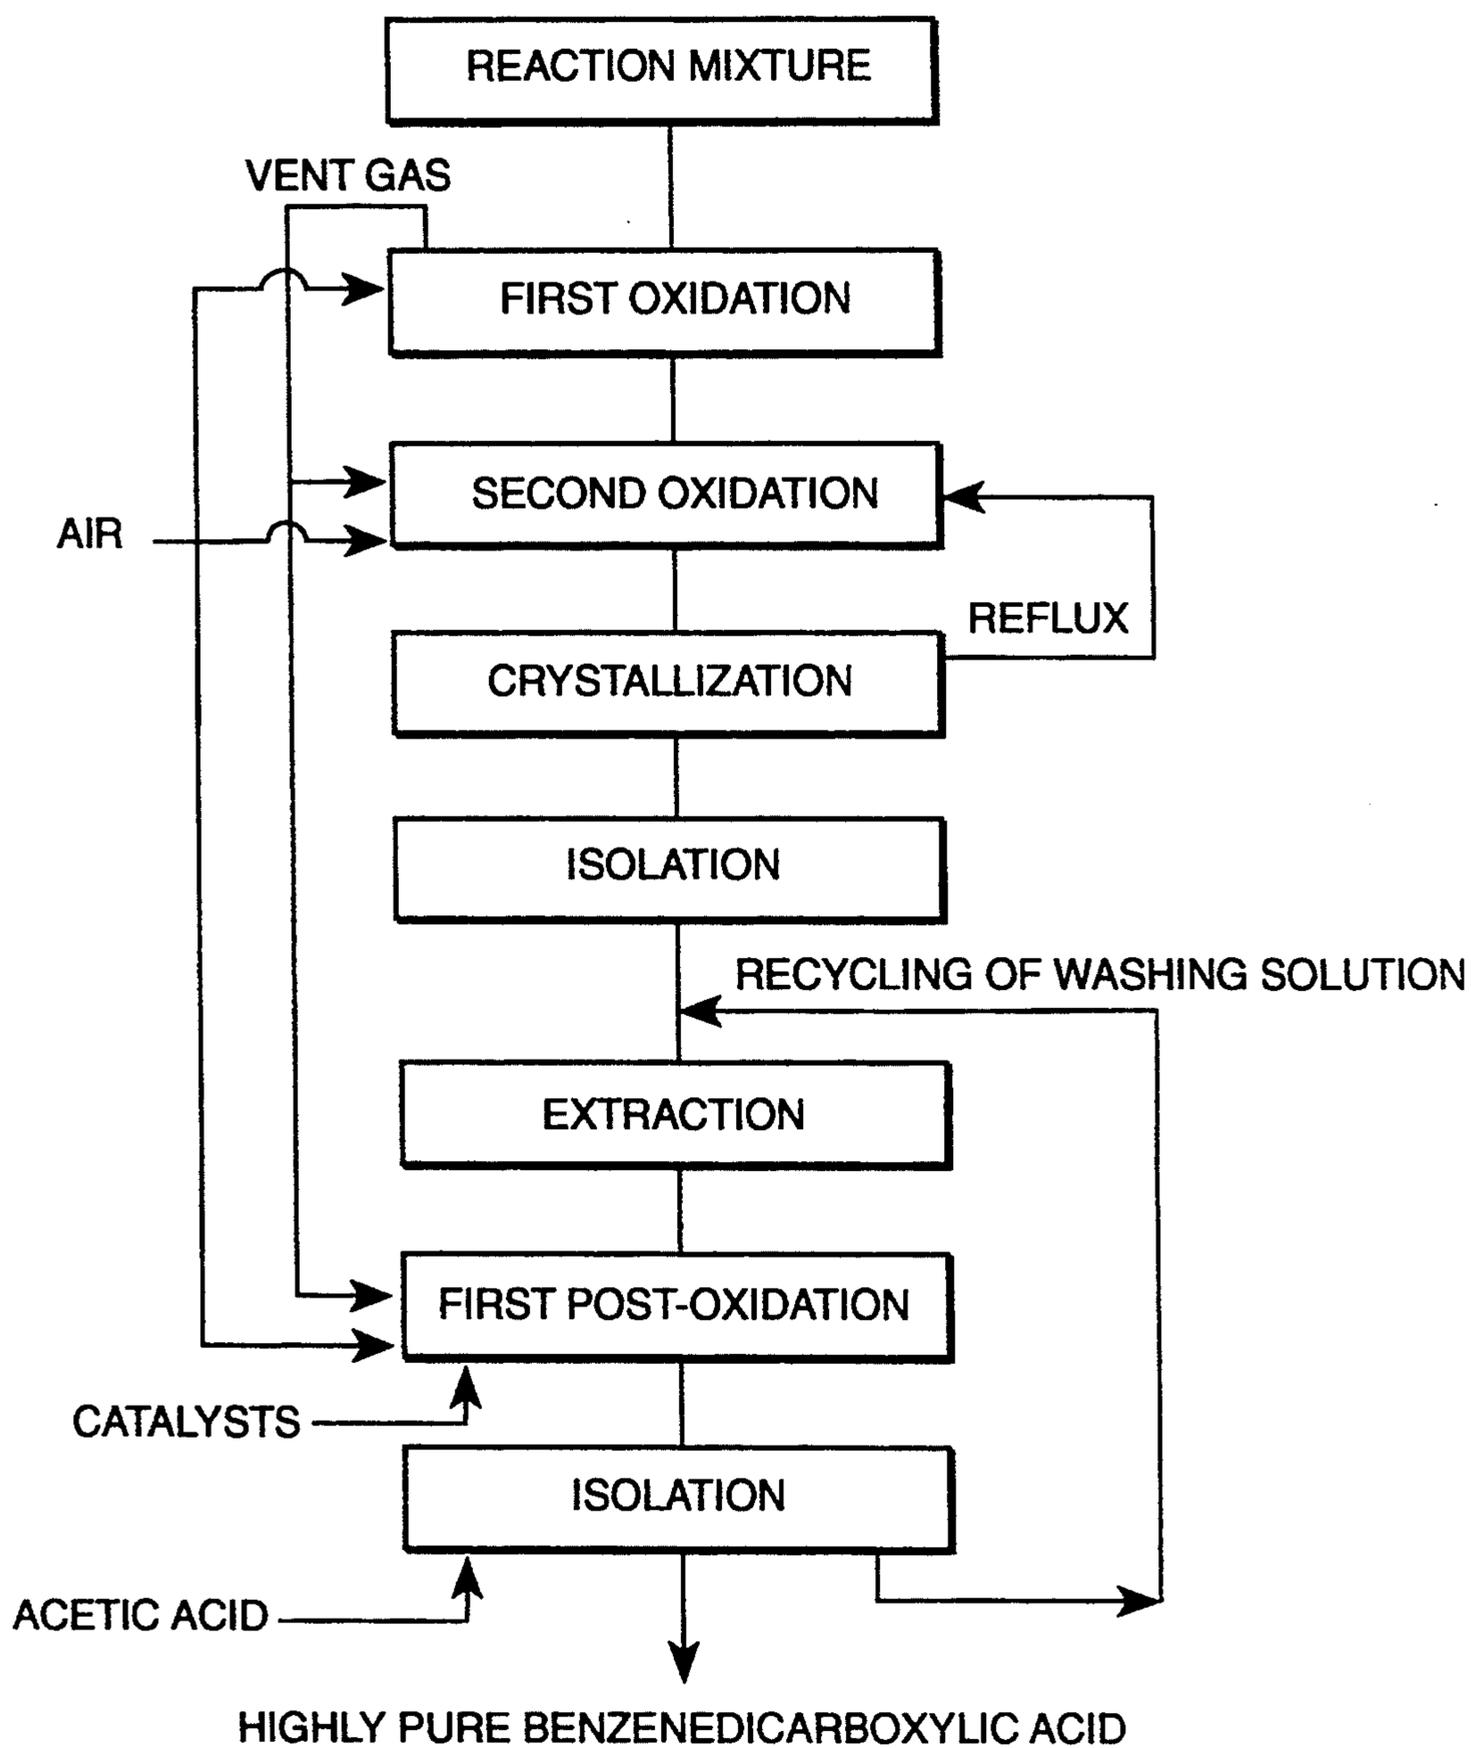 REACTION MIXTURE
VENT GAS
FIRST OXIDATION
SECOND OXIDATION
AIR
REFLUX
CRYSTALLIZATION
ISOLATION
RECYCLING OF WASHING SOLUTION
EXTRACTION
FIRST POST-OXIDATION
CATALYSTS
ISOLATION
ACETIC ACID
HIGHLY PURE BENZENEDICARBOXYLIC ACID